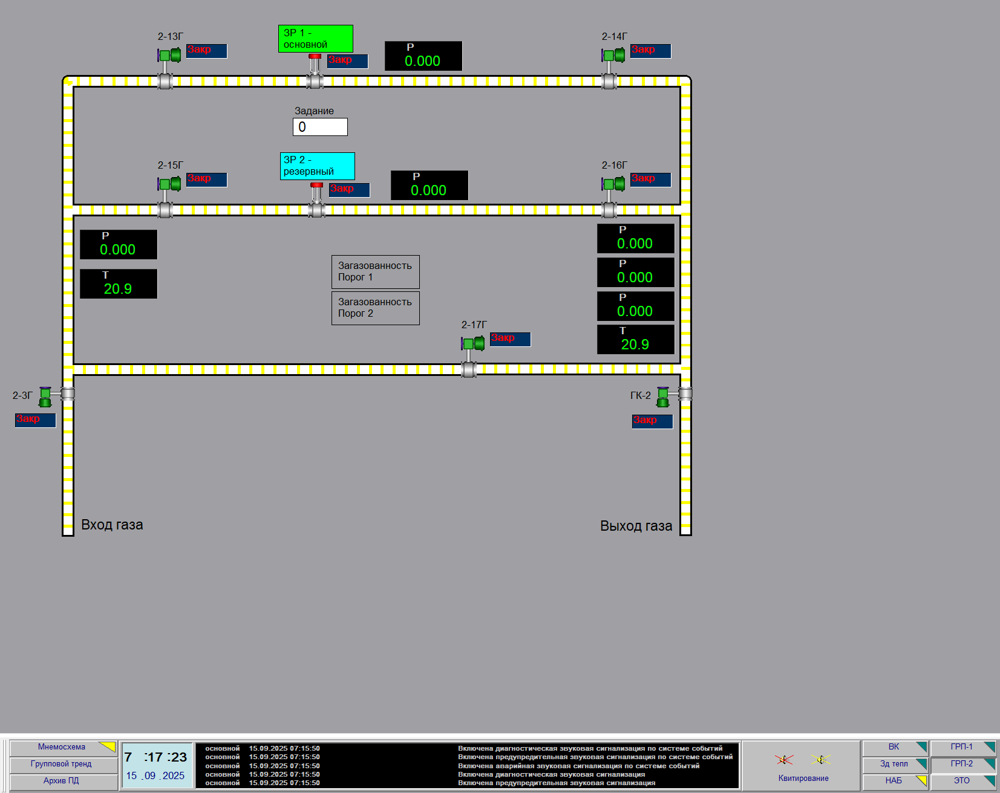 2-13Г
Закр
ЗР 1 -
основной
Закр
P
0.000
2-14Г
Закр
Задание
0
2-15Г
Закр
ЗР 2 -
резервный
Закр
P
0.000
2-16Г
Закр
P
0.000
T
20.9
Загазованность
Порог 1
Загазованность
Порог 2
P
0.000
P
0.000
P
0.000
T
20.9
2-17Г
Закр
2-3Г
Закр
ГК-2
Закр
Вход газа
Выход газа
Мнемосхема
Групповой тренд
Архив ПД
7 :17 :23
15 .09 .2025
основной 15.09.2025 07:15:50 Включена диагностическая звуковая сигнализация по системе событий
основной 15.09.2025 07:15:50 Включена предупредительная звуковая сигнализация по системе событий
основной 15.09.2025 07:15:50 Включена аварийная звуковая сигнализация по системе событий
основной 15.09.2025 07:15:50 Включена диагностическая звуковая сигнализация
основной 15.09.2025 07:15:50 Включена предупредительная звуковая сигнализация
Квитирование
ВК
ГРП-1
Зд тепл
ГРП-2
НАБ
ЭТО